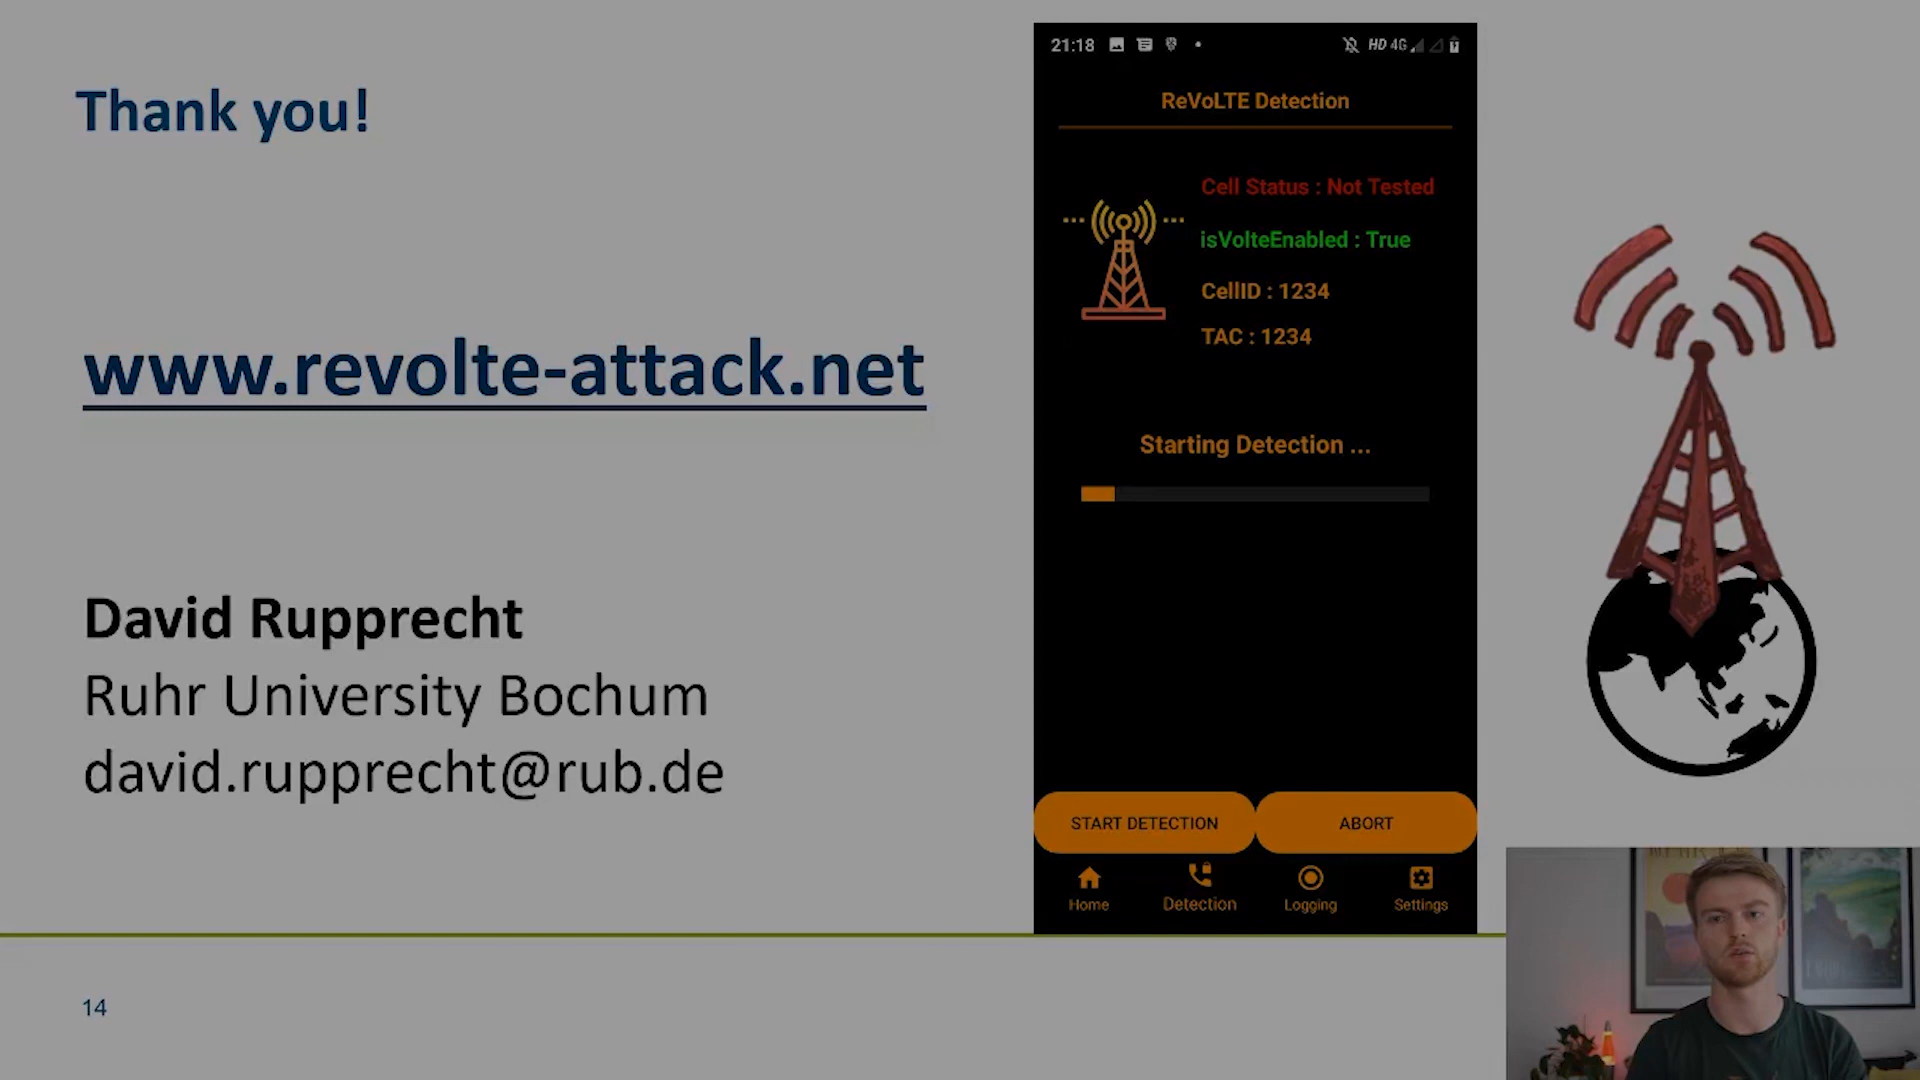 Thank you!
www.revolte-attack.net
David Rupprecht
Ruhr University Bochum
david.rupprecht@rub.de
14
21:18
HD 4G
ReVoLTE Detection
Cell Status : Not Tested
isVolteEnabled : True
CellID : 1234
TAC : 1234
Starting Detection ...
START DETECTION
ABORT
Home
Detection
Logging
Settings